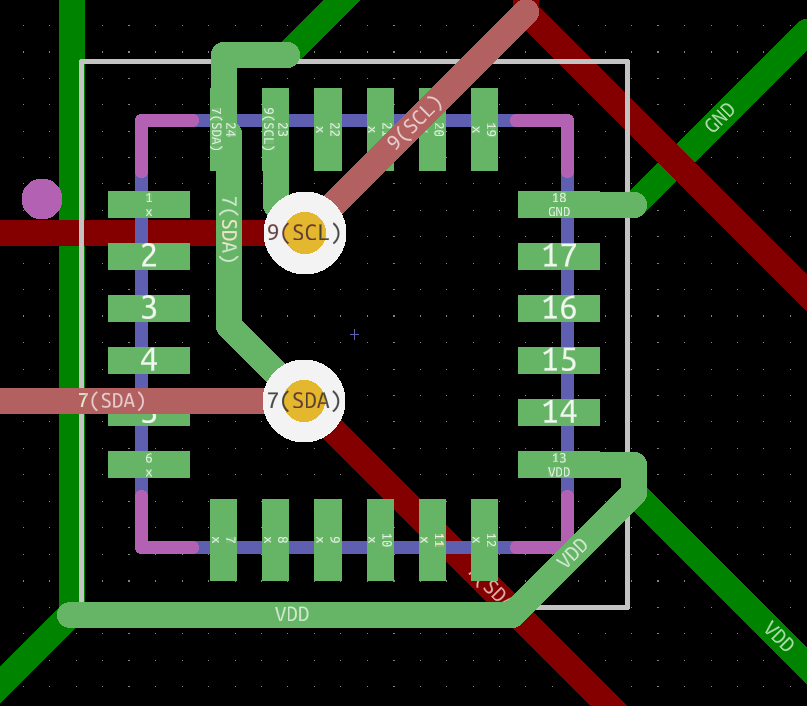 7(SDA)
24
9(SCL)
23
x
22
x
2
20
x
19
9(SCL)
GND
1
x
18
GND
7(SDA)
9(SCL)
2
17
3
16
4
15
7(SDA)
7(SDA)
5
14
6
x
13
VDD
x
7
x
8
x
9
x
10
x
11
x
12
VDD
VDD
VDD